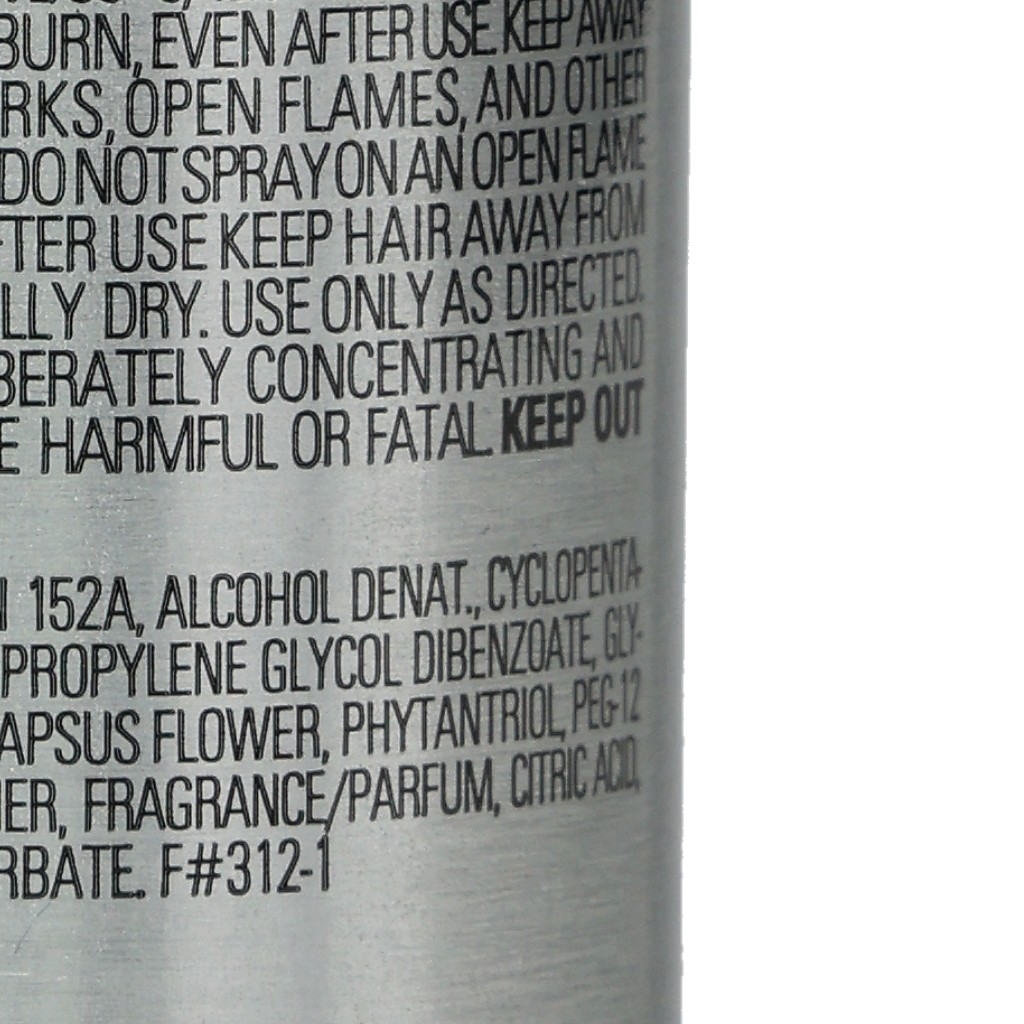 BURN, EVEN AFTER USE. KEEP AWAY
RKS, OPEN FLAMES, AND OTHER
DO NOT SPRAY ON AN OPEN FLAME
TER USE KEEP HAIR AWAY FROM
LLY DRY. USE ONLY AS DIRECTED.
BERATELY CONCENTRATING AND
E HARMFUL OR FATAL. KEEP OUT
152A, ALCOHOL DENAT., CYCLOPENTA-
PROPYLENE GLYCOL DIBENZOATE, GLY-
APSUS FLOWER, PHYTANTRIOL, PEG-12
ER, FRAGRANCE/PARFUM, CITRIC ACID,
RBATE. F#312-1